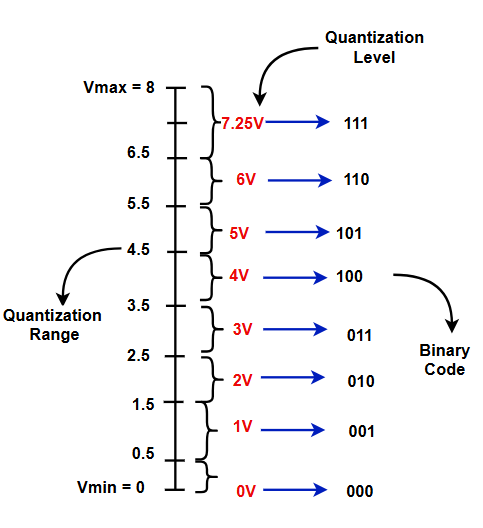 Quantization
Level
Vmax = 8
7.25V
111
6.5
6V
110
5.5
5V
101
4.5
4V
100
3.5
Quantization
Range
3V
011
2.5
Binary
Code
2V
010
1.5
1V
001
0.5
Vmin = 0
0V
000